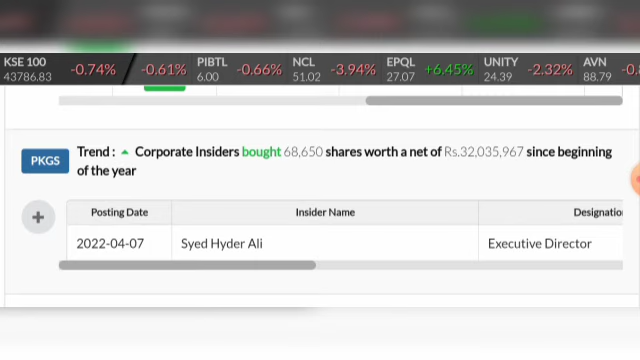 KSE 100 -0.74% -0.61% PIBTL -0.66% NCL -3.94% EPQL +6.45% UNITY -2.32% AVN
43786.83 6.00 51.02 27.07 24.39 88.79
PKGS
Trend : Corporate Insiders bought 68,650 shares worth a net of Rs.32,035,967 since beginning
of the year
+
Posting Date Insider Name
2022-04-07 Syed Hyder Ali Executive Director